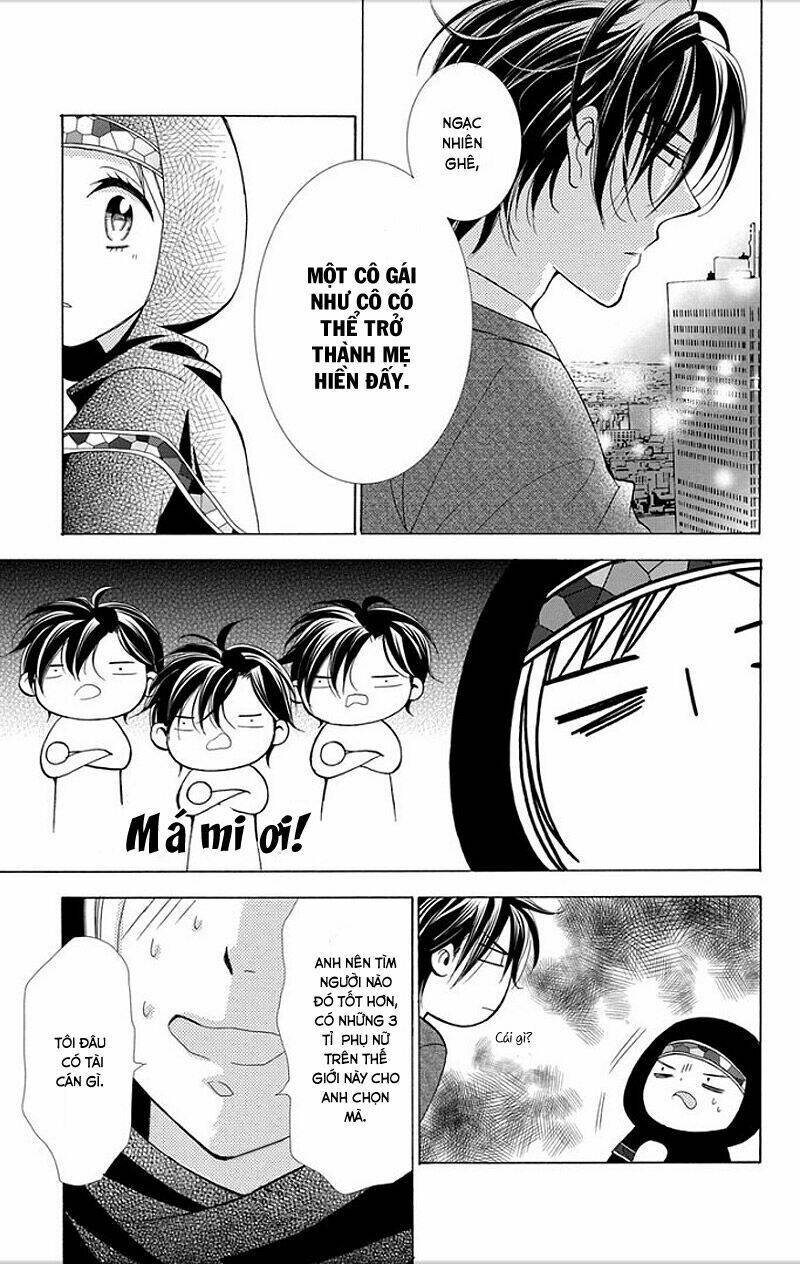 NGẠC
NHIÊN
GHÊ,
MỘT CÔ GÁI
NHƯ CÔ CÓ
THỂ TRỞ
THÀNH MẸ
HIỀN ĐẤY.
Má mi ơi!
Cái gì?
ANH NÊN TÌM
NGƯỜI NÀO
ĐÓ TỐT HƠN,
CÓ NHỮNG 3
TỈ PHỤ NỮ
TRÊN THẾ
GIỚI NÀY CHO
ANH CHỌN
MÀ.
TÔI ĐÂU
CÓ TÀI
CÁN GÌ.